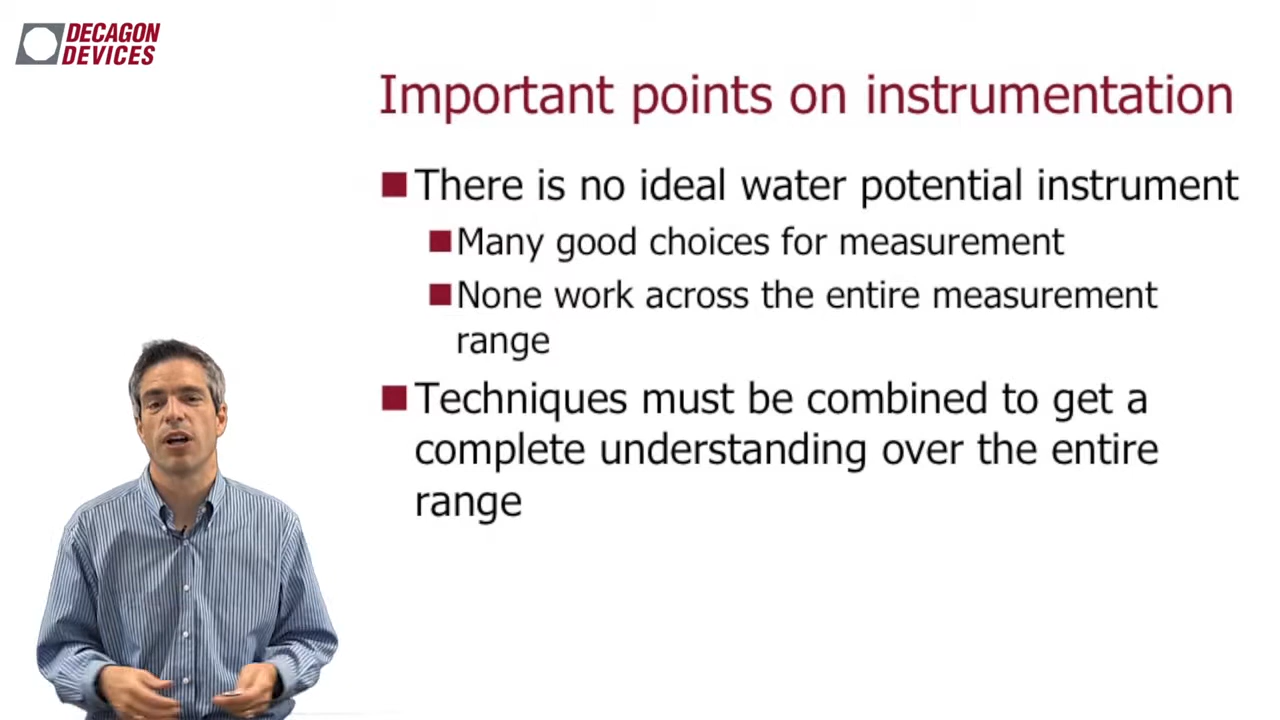 DECAGON
DEVICES
Important points on instrumentation
There is no ideal water potential instrument
Many good choices for measurement
None work across the entire measurement
range
Techniques must be combined to get a
complete understanding over the entire
range